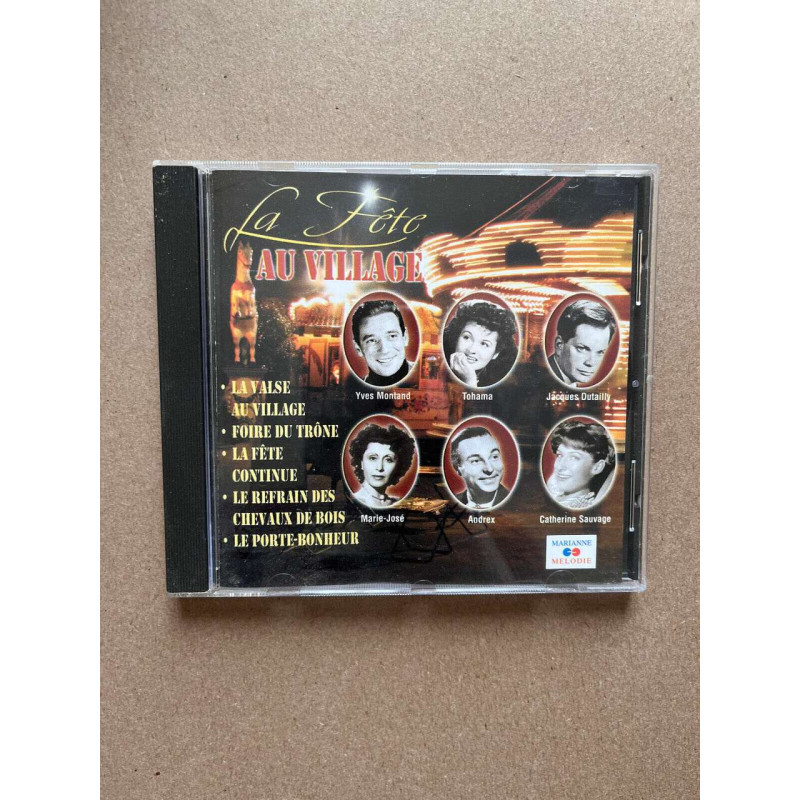 La Fête
AU VILLAGE
Yves Montand
Tohama
Jacques Dutailly
• LA VALSE
AU VILLAGE
• FOIRE DU TRÔNE
• LA FÊTE
CONTINUE
• LE REFRAIN DES
CHEVAUX DE BOIS
• LE PORTE-BONHEUR
Marie-José
Andrex
Catherine Sauvage
MARIANNE
MELODIE